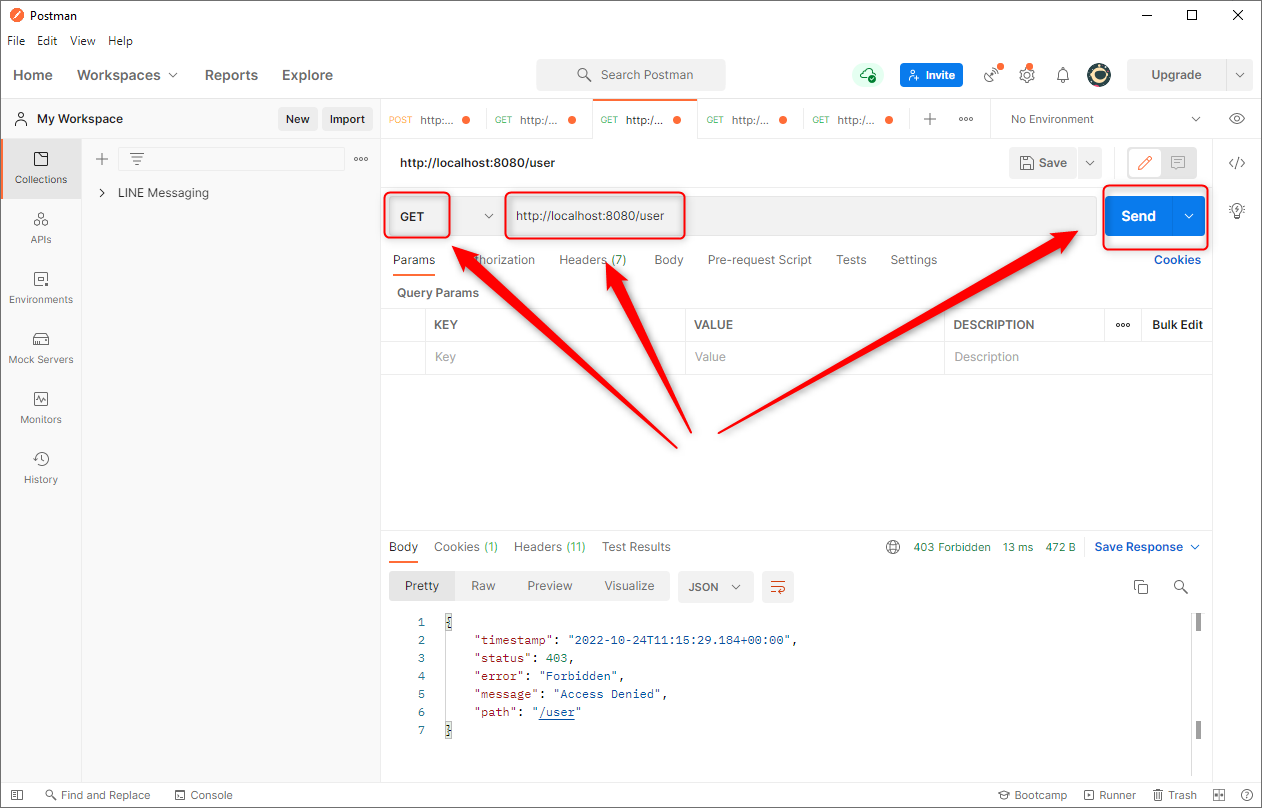 Postman
File Edit View Help
Home Workspaces Reports Explore Search Postman Invite Upgrade
My Workspace New Import POST http:... GET http:/... GET http:/... GET http:/... GET http:/... No Environment
Collections
LINE Messaging
APIs
Environments
Mock Servers
Monitors
History
http://localhost:8080/user Save
GET http://localhost:8080/user Send
Params thorization Headers (7) Body Pre-request Script Tests Settings Cookies
Query Params
KEY VALUE DESCRIPTION Bulk Edit
Key Value Description
Body Cookies (1) Headers (11) Test Results 403 Forbidden 13 ms 472 B Save Response
Pretty Raw Preview Visualize JSON
1 {
2 "timestamp": "2022-10-24T11:15:29.184+00:00",
3 "status": 403,
4 "error": "Forbidden",
5 "message": "Access Denied",
6 "path": "/user"
7 }
Find and Replace Console Bootcamp Runner Trash